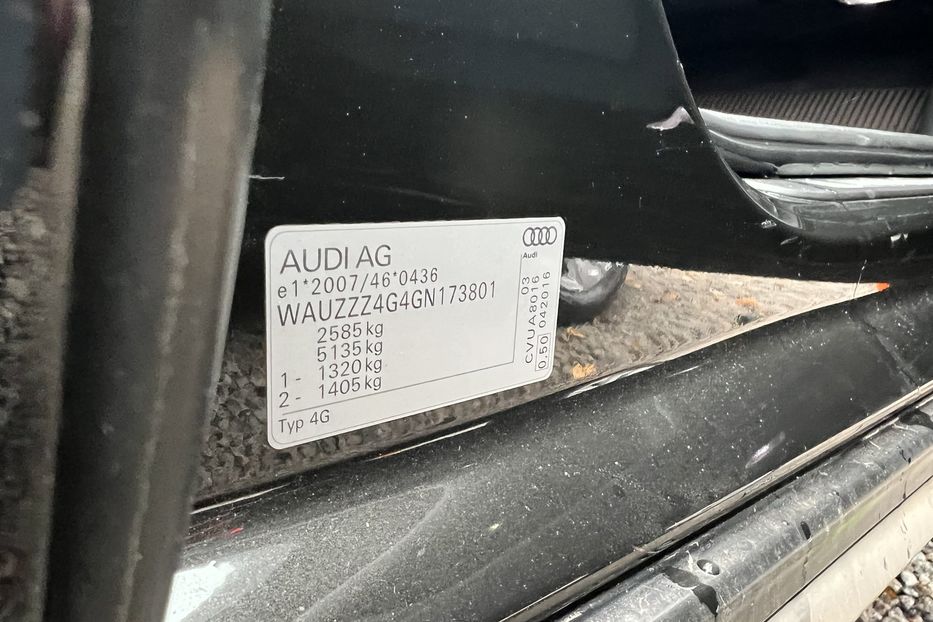 AUDI AG
e1*2007/46*0436
WAUZZZ4G4GN173801
2585 kg
5135 kg
1 - 1320 kg
2 - 1405 kg
Typ 4G
Audi
CVUA8016 03
0.50 042016